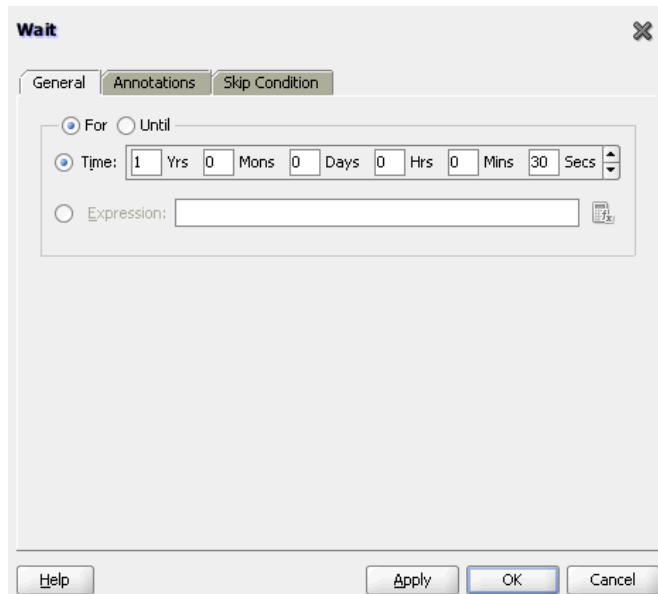 Wait
General Annotations Skip Condition
For Until
Time: 1 Yrs 0 Mons 0 Days 0 Hrs 0 Mins 30 Secs
Expression:
Help Apply OK Cancel